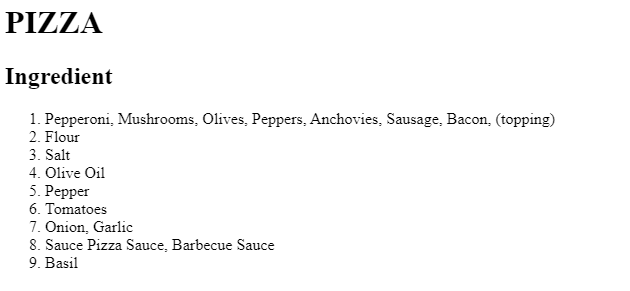 PIZZA
Ingredient
1. Pepperoni, Mushrooms, Olives, Peppers, Anchovies, Sausage, Bacon, (topping)
2. Flour
3. Salt
4. Olive Oil
5. Pepper
6. Tomatoes
7. Onion, Garlic
8. Sauce Pizza Sauce, Barbecue Sauce
9. Basil